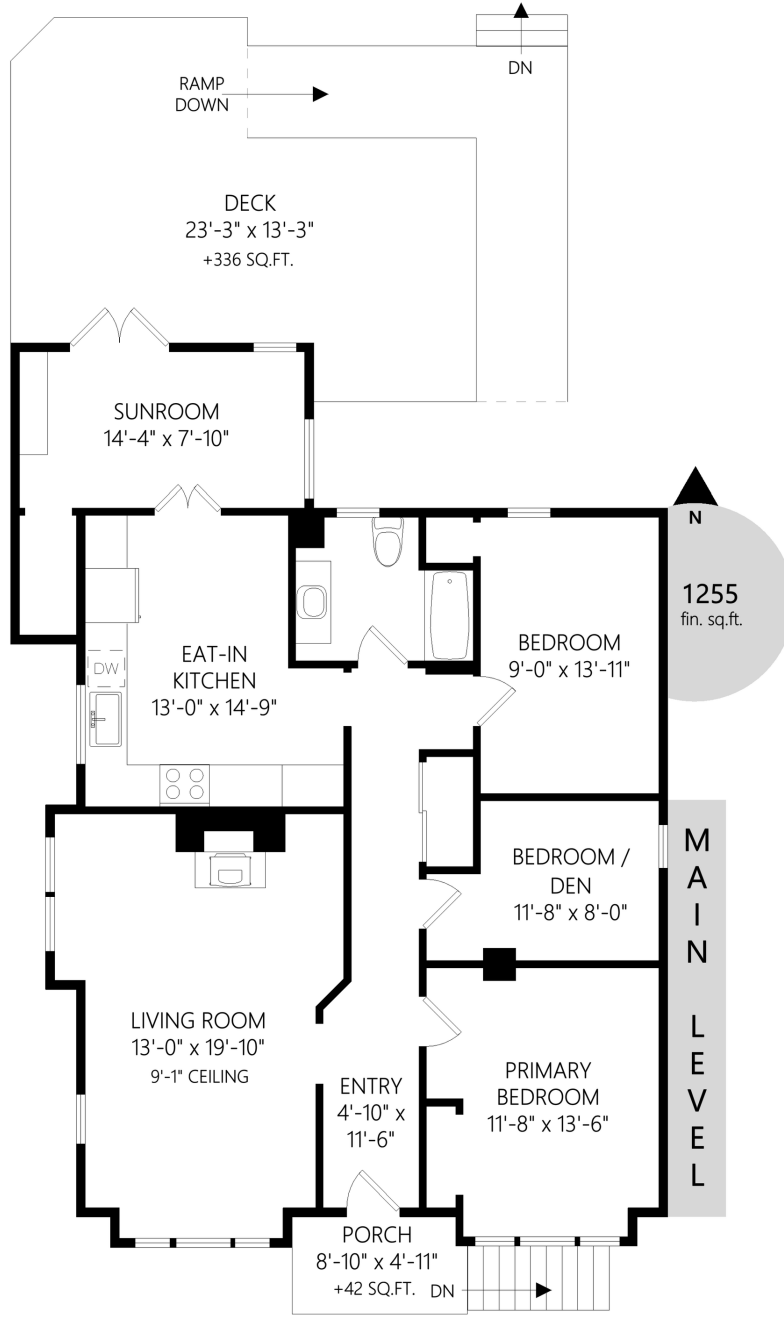 DN
RAMP
DOWN
DECK
23'-3" x 13'-3"
+336 SQ.FT.
SUNROOM
14'-4" x 7'-10"
N
1255
fin. sq.ft.
EAT-IN
KITCHEN
13'-0" x 14'-9"
DW
BEDROOM
9'-0" x 13'-11"
BEDROOM /
DEN
11'-8" x 8'-0"
MAIN LEVEL
LIVING ROOM
13'-0" x 19'-10"
9'-1" CEILING
ENTRY
4'-10" x
11'-6"
PRIMARY
BEDROOM
11'-8" x 13'-6"
PORCH
8'-10" x 4'-11"
+42 SQ.FT.
DN